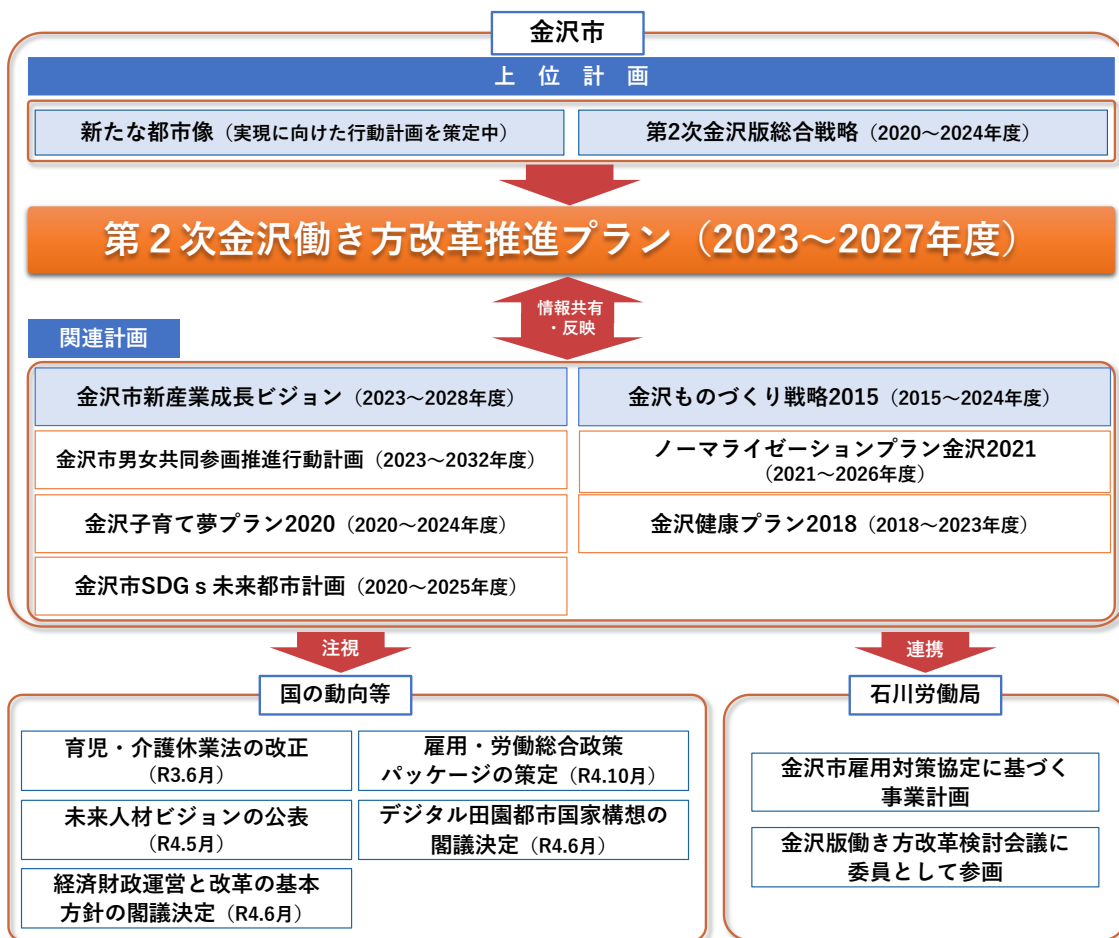 金沢市
上位計画
新たな都市像（実現に向けた行動計画を策定中）
第2次金沢版総合戦略（2020～2024年度）
第２次金沢働き方改革推進プラン（2023～2027年度）
情報共有
・反映
関連計画
金沢市新産業成長ビジョン（2023～2028年度）
金沢ものづくり戦略2015（2015～2024年度）
金沢市男女共同参画推進行動計画（2023～2032年度）
ノーマライゼーションプラン金沢2021
（2021～2026年度）
金沢子育て夢プラン2020（2020～2024年度）
金沢健康プラン2018（2018～2023年度）
金沢市SDGｓ未来都市計画（2020～2025年度）
注視
連携
国の動向等
育児・介護休業法の改正
（R3.6月）
雇用・労働総合政策
パッケージの策定（R4.10月）
未来人材ビジョンの公表
（R4.5月）
デジタル田園都市国家構想の
閣議決定（R4.6月）
経済財政運営と改革の基本
方針の閣議決定（R4.6月）
石川労働局
金沢市雇用対策協定に基づく
事業計画
金沢版働き方改革検討会議に
委員として参画